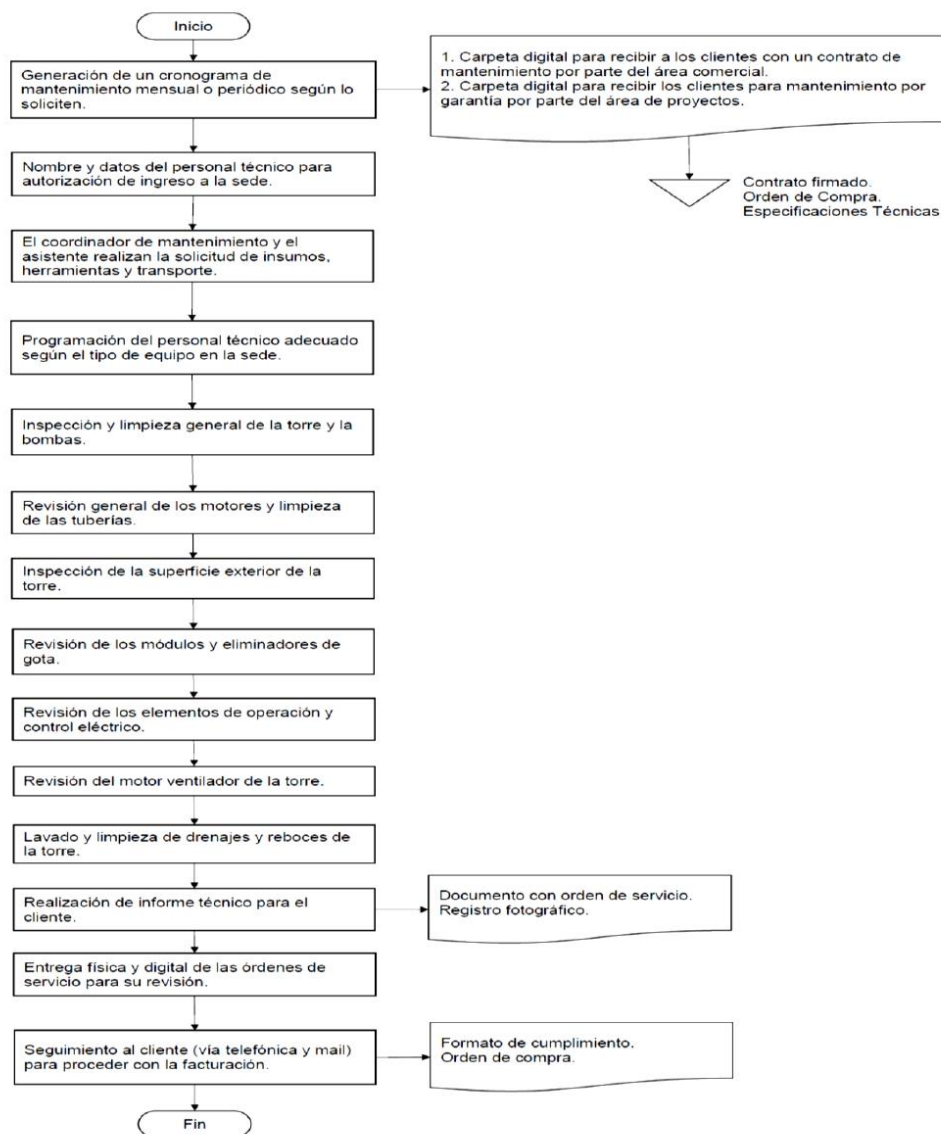 Inicio
Generación de un cronograma de
mantenimiento mensual o periódico según lo
soliciten.
1. Carpeta digital para recibir a los clientes con un contrato de
mantenimiento por parte del área comercial.
2. Carpeta digital para recibir los clientes para mantenimiento por
garantía por parte del área de proyectos.
Contrato firmado.
Orden de Compra.
Especificaciones Técnicas
Nombre y datos del personal técnico para
autorización de ingreso a la sede.
El coordinador de mantenimiento y el
asistente realizan la solicitud de insumos,
herramientas y transporte.
Programación del personal técnico adecuado
según el tipo de equipo en la sede.
Inspección y limpieza general de la torre y la
bombas.
Revisión general de los motores y limpieza
de las tuberías.
Inspección de la superficie exterior de la
torre.
Revisión de los módulos y eliminadores de
gota.
Revisión de los elementos de operación y
control eléctrico.
Revisión del motor ventilador de la torre.
Lavado y limpieza de drenajes y reboces de
la torre.
Realización de informe técnico para el
cliente.
Documento con orden de servicio.
Registro fotográfico.
Entrega física y digital de las órdenes de
servicio para su revisión.
Seguimiento al cliente (vía telefónica y mail)
para proceder con la facturación.
Formato de cumplimiento.
Orden de compra.
Fin